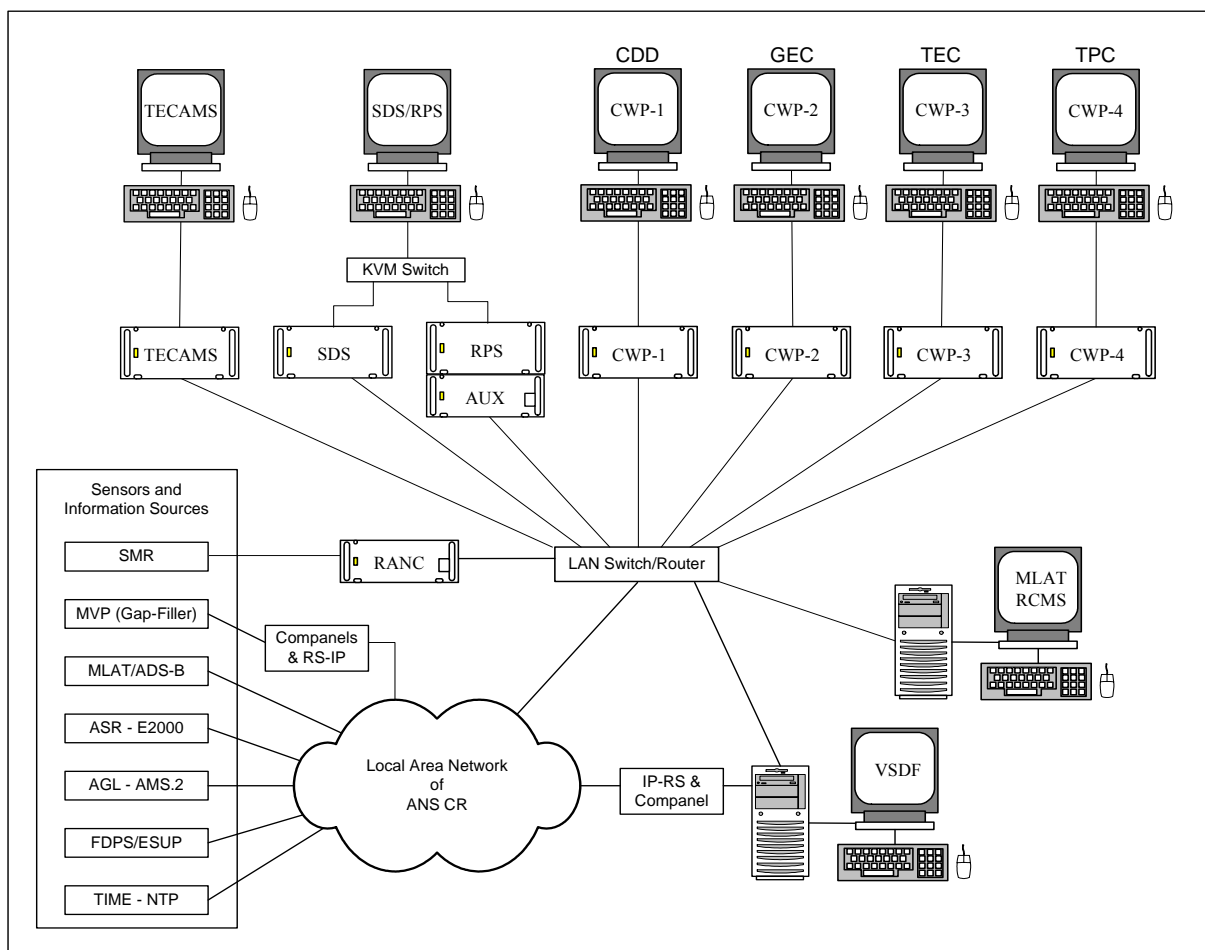 CDD GEC TEC TPC
TECAMS SDS/RPS CWP-1 CWP-2 CWP-3 CWP-4
KVM Switch
TECAMS SDS RPS CWP-1 CWP-2 CWP-3 CWP-4
AUX
Sensors and
Information Sources
SMR
RANC
LAN Switch/Router
MVP (Gap-Filler)
Companels
& RS-IP
MLAT/ADS-B
ASR - E2000
AGL - AMS.2
FDPS/ESUP
TIME - NTP
Local Area Network
of
ANS CR
IP-RS &
Companel
MLAT
RCMS
VSDF